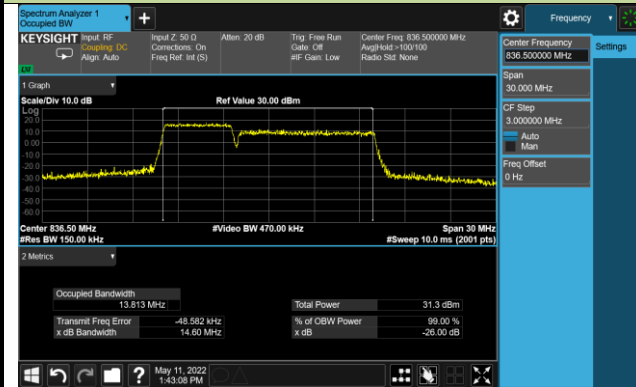 Spectrum Analyzer 1
Occupied BW
Frequency
KEYSIGHT
Input: RF
Coupling: DC
Align: Auto
Input Z: 50 Ω
Corrections: On
Freq Ref: Int (S)
Atten: 20 dB
Trig: Free Run
Gate: Off
#IF Gain: Low
Center Freq: 836.500000 MHz
Avg|Hold:>100/100
Radio Std: None
Center Frequency
836.500000 MHz
Settings
Span
30.000 MHz
CF Step
3.000000 MHz
Auto
Man
Freq Offset
0 Hz
1 Graph
Scale/Div 10.0 dB
Ref Value 30.00 dBm
Log
20.0
10.0
0.00
-10.0
-20.0
-30.0
-40.0
-50.0
-60.0
Center 836.50 MHz
#Video BW 470.00 kHz
Span 30 MHz
#Res BW 150.00 kHz
#Sweep 10.0 ms (2001 pts)
2 Metrics
Occupied Bandwidth
13.813 MHz
Total Power
31.3 dBm
Transmit Freq Error
-48.582 kHz
% of OBW Power
99.00 %
x dB Bandwidth
14.60 MHz
x dB
-26.00 dB
May 11, 2022
1:43:08 PM